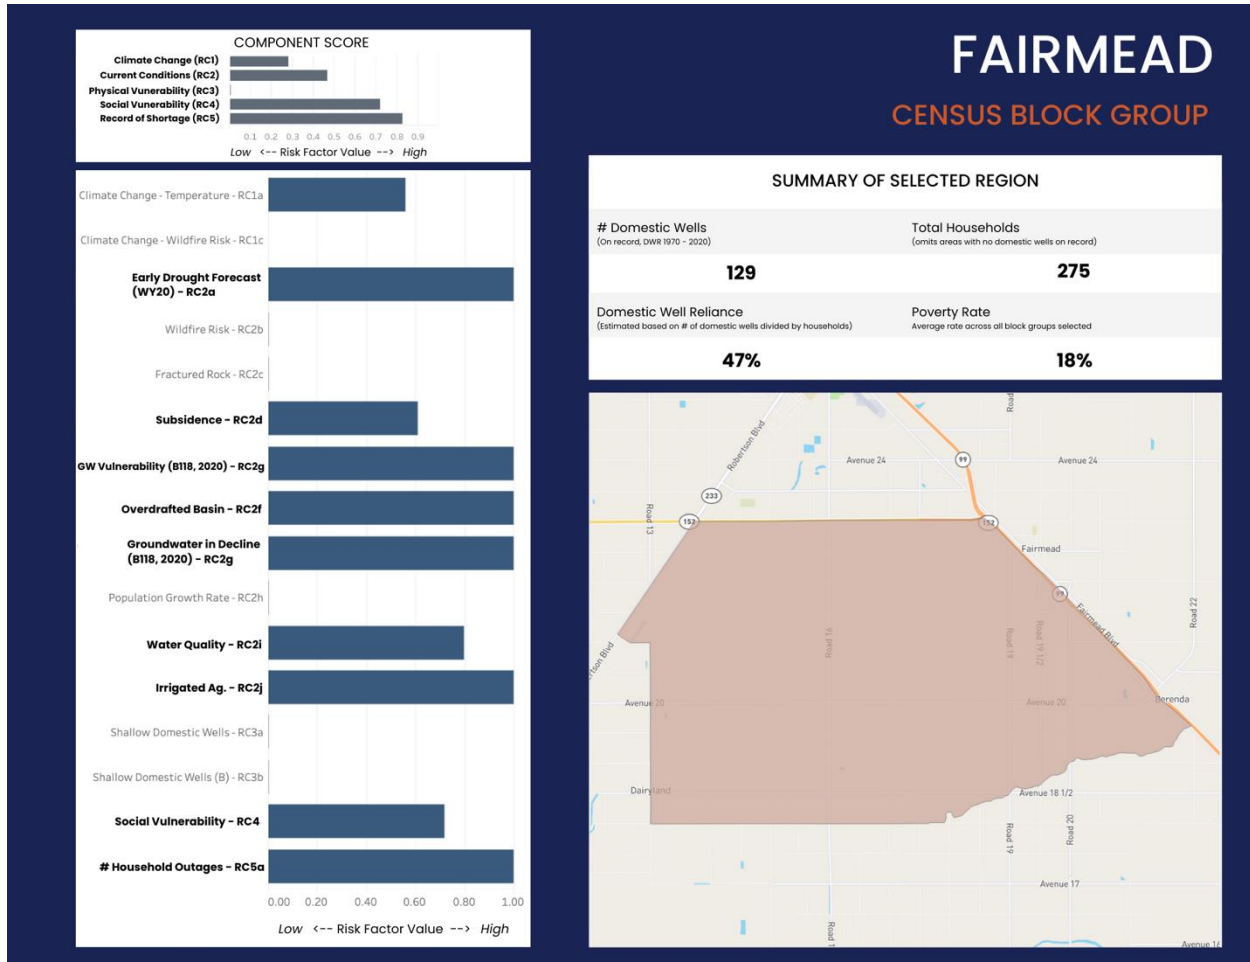 FAIRMEAD
CENSUS BLOCK GROUP
COMPONENT SCORE
Climate Change (RC1)
Current Conditions (RC2)
Physical Vunerability (RC3)
Social Vunerability (RC4)
Record of Shortage (RC5)
0.1 0.2 0.3 0.4 0.5 0.6 0.7 0.8 0.9
Low <-- Risk Factor Value --> High
Climate Change - Temperature - RC1a
Climate Change - Wildfire Risk - RC1c
Early Drought Forecast
(WY20) - RC2a
Wildfire Risk - RC2b
Fractured Rock - RC2c
Subsidence - RC2d
GW Vulnerability (B118, 2020) - RC2g
Overdrafted Basin - RC2f
Groundwater in Decline
(B118, 2020) - RC2g
Population Growth Rate - RC2h
Water Quality - RC2i
Irrigated Ag. - RC2j
Shallow Domestic Wells - RC3a
Shallow Domestic Wells (B) - RC3b
Social Vulnerability - RC4
# Household Outages - RC5a
0.00 0.20 0.40 0.60 0.80 1.00
Low <-- Risk Factor Value --> High
SUMMARY OF SELECTED REGION
# Domestic Wells
(On record, DWR 1970 - 2020)
129
Total Households
(omits areas with no domestic wells on record)
275
Domestic Well Reliance
(Estimated based on # of domestic wells divided by households)
47%
Poverty Rate
Average rate across all block groups selected
18%
Road
Robertson Blvd
Avenue 24
99
Avenue 24
233
Road 13
152
152
Fairmead
99
Fairmead Blvd
Road 22
Road 16
Road 19
Road 19 1/2
rtson Blvd
Avenue 20
Avenue 20
Berenda
Dairyland
Avenue 18 1/2
Road 19
Road 20
Avenue 17
Road 1
Avenue 16